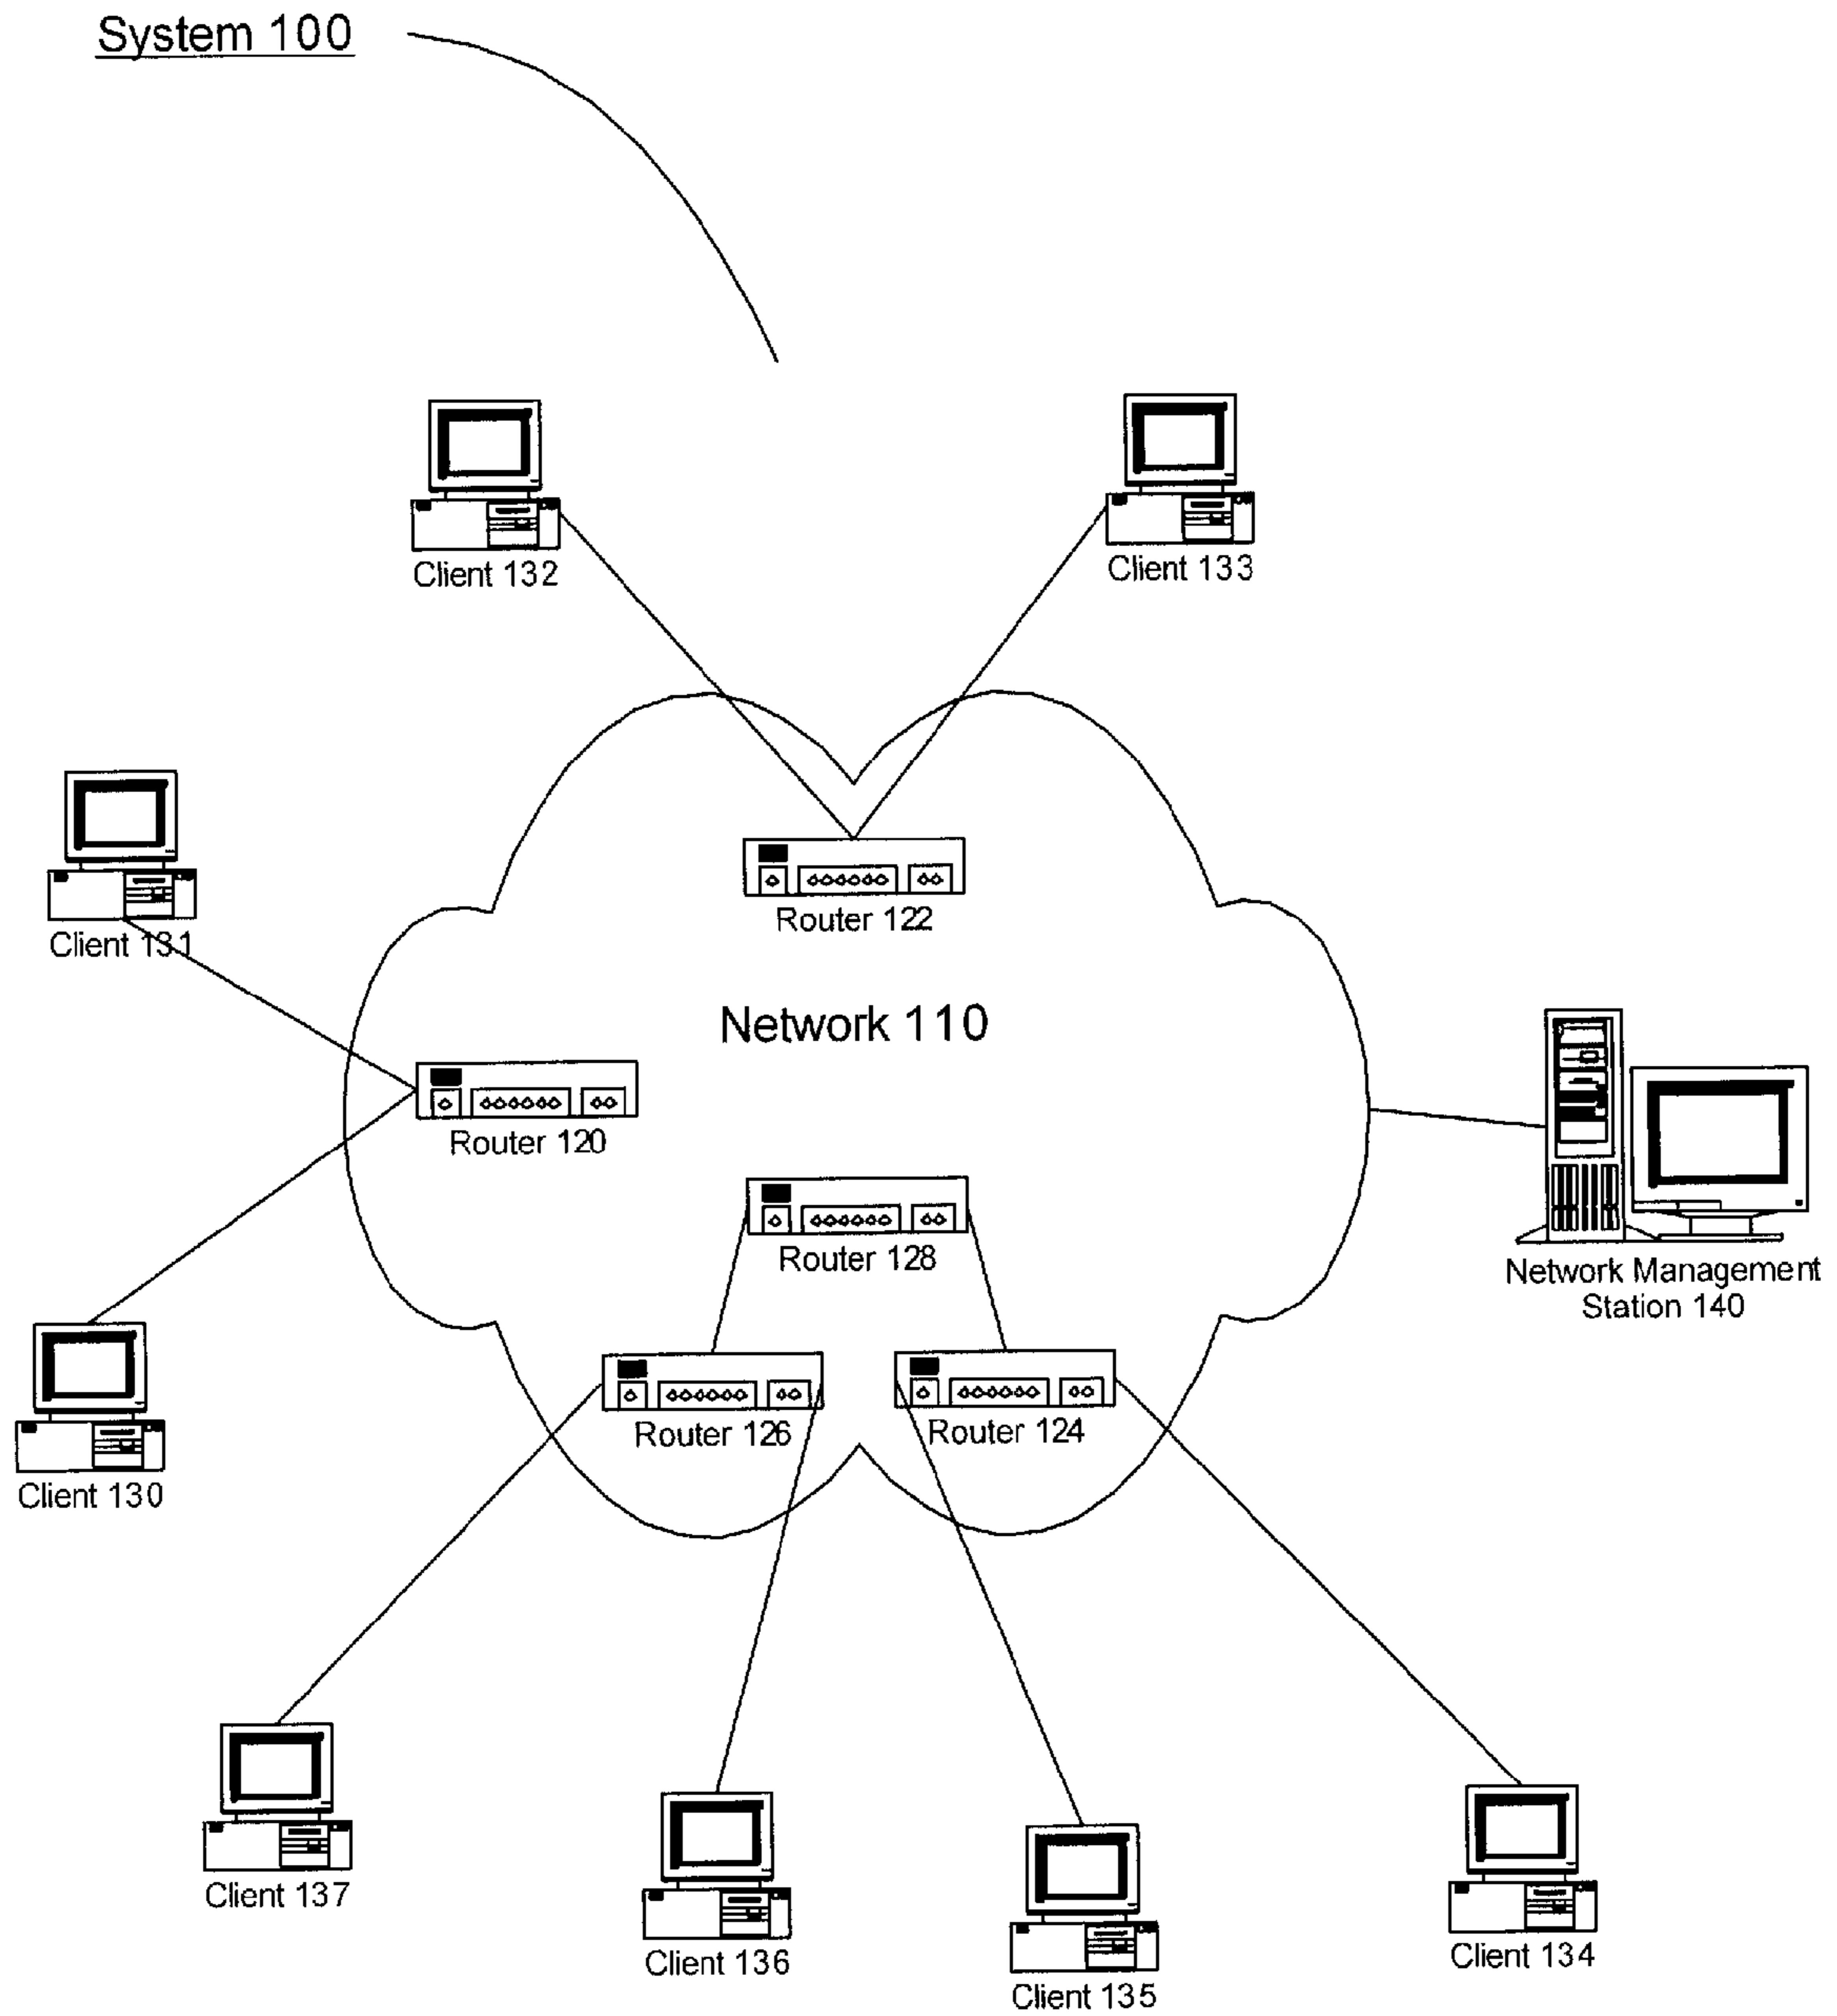 System 100
Client 132
Client 133
Client 131
Router 122
Network 110
Router 120
Router 128
Network Management
Station 140
Router 126
Router 124
Client 130
Client 137
Client 136
Client 135
Client 134